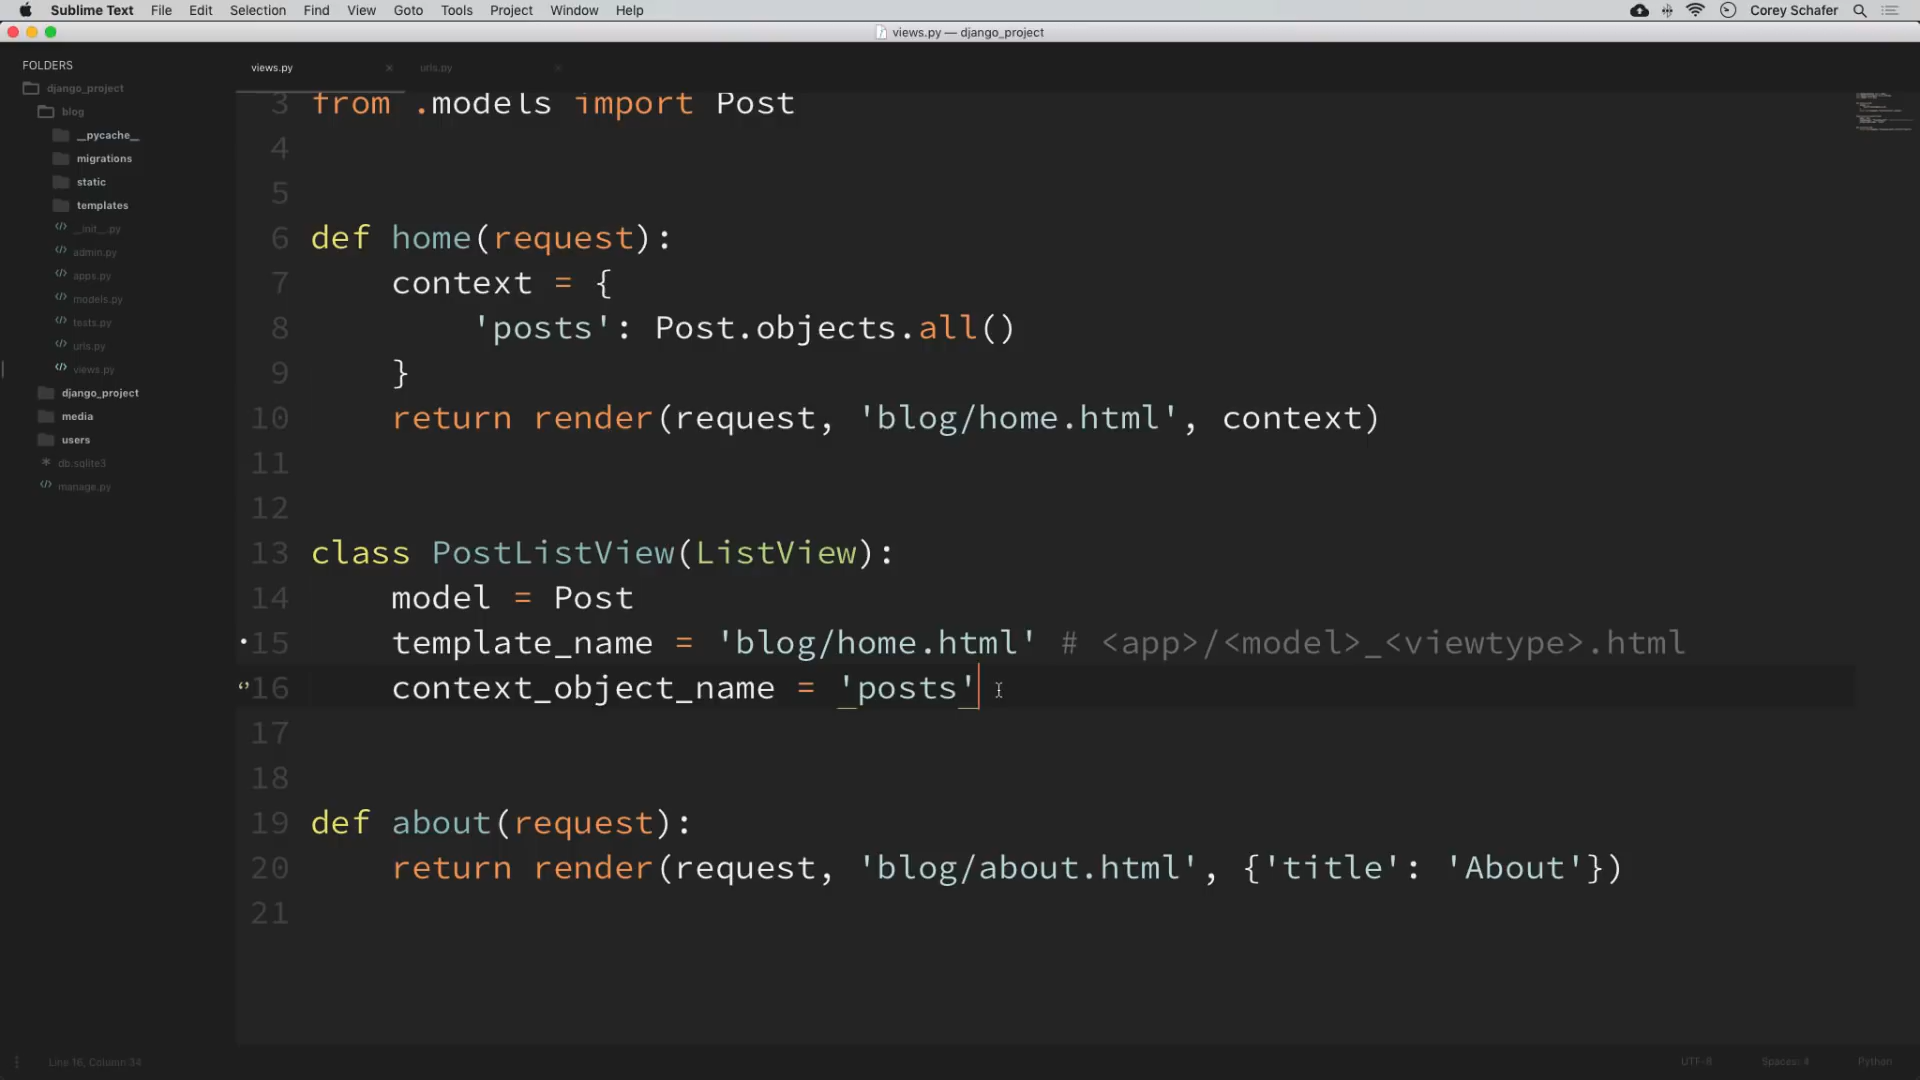 Sublime Text File Edit Selection Find View Goto Tools Project Window Help Corey Schafer
views.py — django_project
FOLDERS
django_project
blog
__pycache__
migrations
static
templates
__init__.py
admin.py
apps.py
models.py
tests.py
urls.py
views.py
django_project
media
users
db.sqlite3
manage.py
views.py urls.py
3 from .models import Post
4
5
6 def home(request):
7 context = {
8 'posts': Post.objects.all()
9 }
10 return render(request, 'blog/home.html', context)
11
12
13 class PostListView(ListView):
14 model = Post
15 template_name = 'blog/home.html' # <app>/<model>_<viewtype>.html
16 context_object_name = 'posts'
17
18
19 def about(request):
20 return render(request, 'blog/about.html', {'title': 'About'})
21
Line 16, Column 34 UTF-8 Spaces: 4 Python